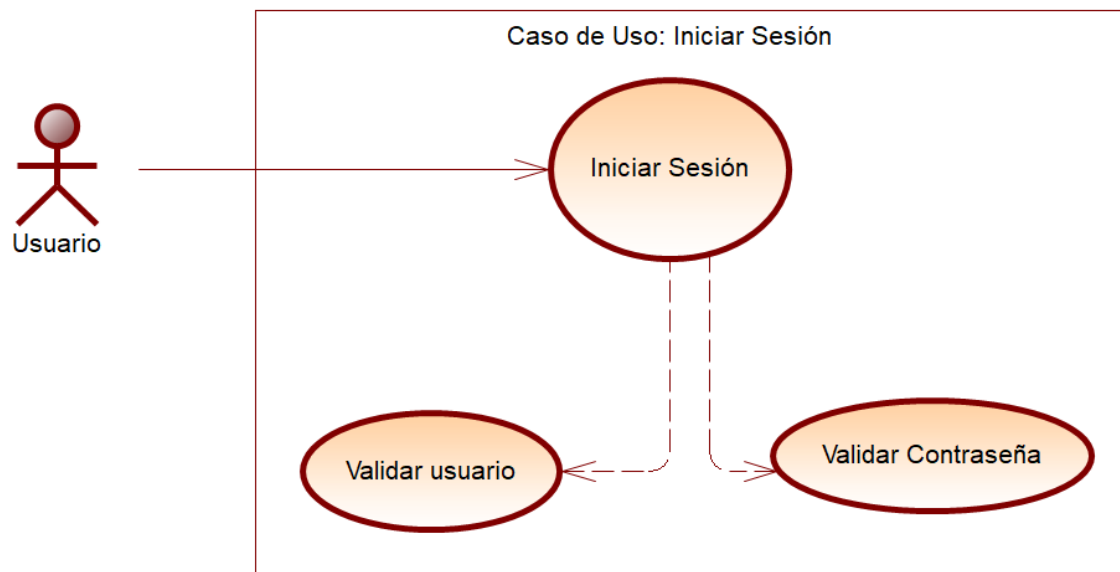 Caso de Uso: Iniciar Sesión
Iniciar Sesión
Usuario
Validar usuario
Validar Contraseña